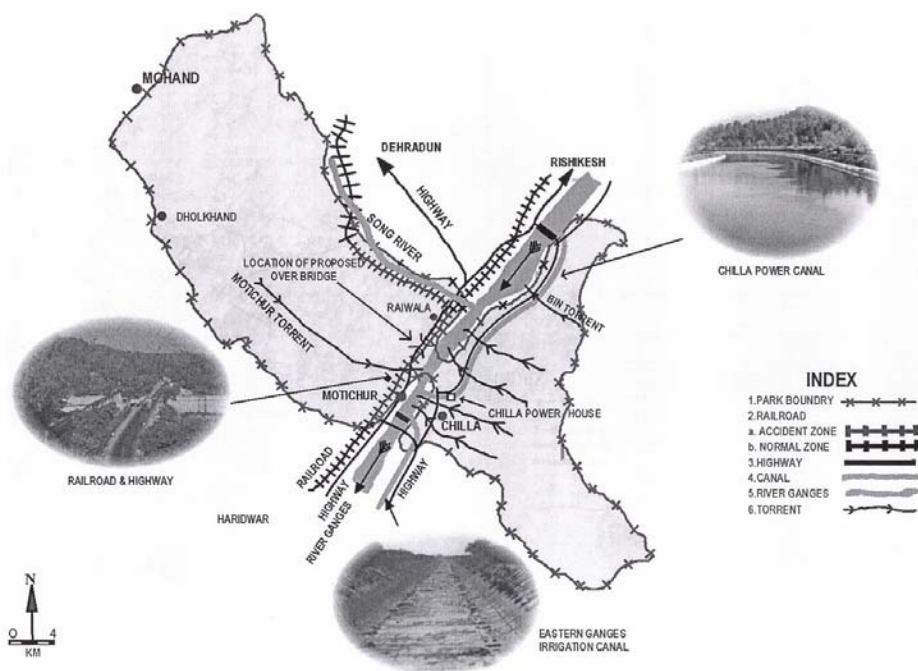 MOHAND
DEHRADUN
RISHIKESH
HIGHWAY
DHOLKHAND
SONG RIVER
CHILLA POWER CANAL
LOCATION OF PROPOSED
OVER BRIDGE
MOTICHUR TORRENT
RAIWALA
BIN TORRENT
MOTICHUR
CHILLA POWER HOUSE
CHILLA
RAILROAD & HIGHWAY
RAILROAD
HIGHWAY
RIVER GANGES
HIGHWAY
HARIDWAR
INDEX
1.PARK BOUNDRY
2.RAILROAD
a. ACCIDENT ZONE
b. NORMAL ZONE
3.HIGHWAY
4.CANAL
5.RIVER GANGES
6.TORRENT
N
0 4
KM
EASTERN GANGES
IRRIGATION CANAL